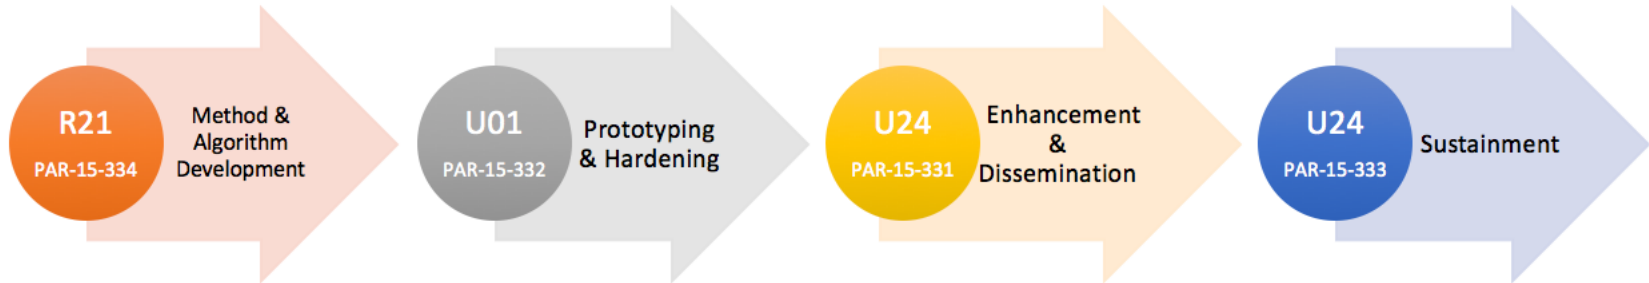 R21
PAR-15-334
Method &
Algorithm
Development
U01
PAR-15-332
Prototyping
& Hardening
U24
PAR-15-331
Enhancement
&
Dissemination
U24
PAR-15-333
Sustainment